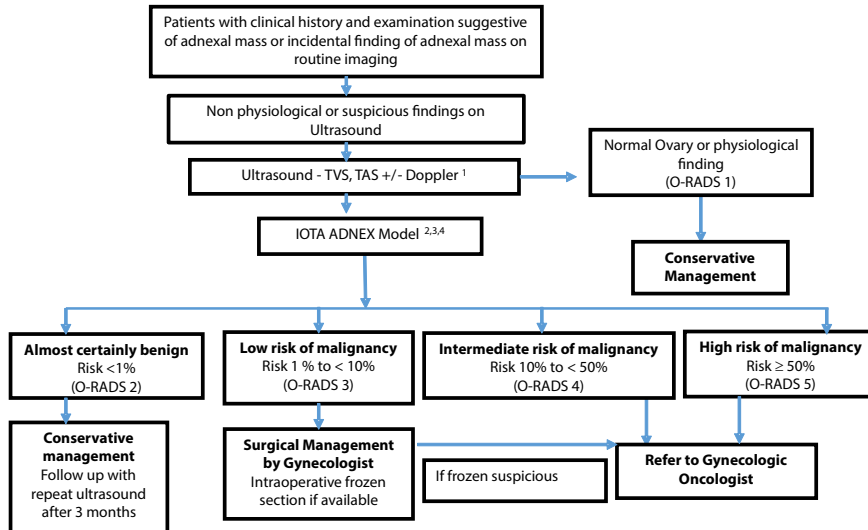 Patients with clinical history and examination suggestive
of adnexal mass or incidental finding of adnexal mass on
routine imaging
Non physiological or suspicious findings on
Ultrasound
Ultrasound - TVS, TAS +/- Doppler 1
Normal Ovary or physiological
finding
(O-RADS 1)
IOTA ADNEX Model 2,3,4
Conservative
Management
Almost certainly benign
Risk <1%
(O-RADS 2)
Low risk of malignancy
Risk 1 % to < 10%
(O-RADS 3)
Intermediate risk of malignancy
Risk 10% to < 50%
(O-RADS 4)
High risk of malignancy
Risk ≥ 50%
(O-RADS 5)
Conservative
management
Follow up with
repeat ultrasound
after 3 months
Surgical Management
by Gynecologist
Intraoperative frozen
section if available
If frozen suspicious
Refer to Gynecologic
Oncologist